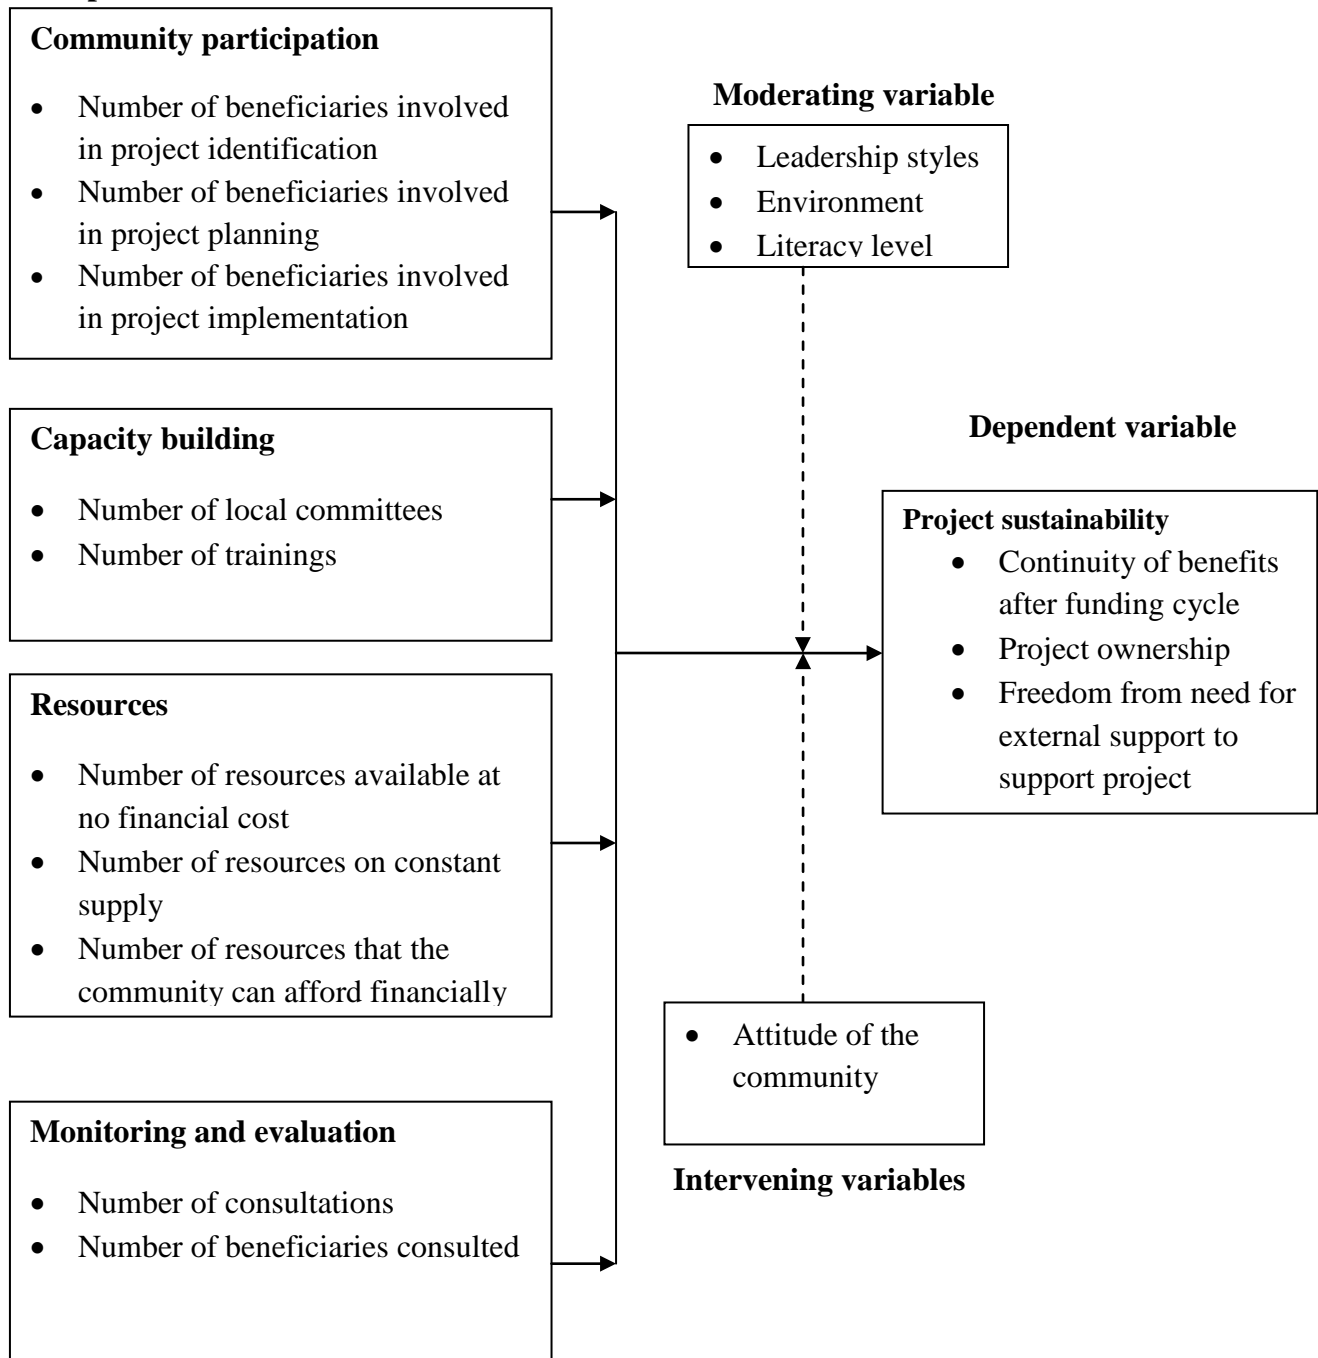 Community participation
• Number of beneficiaries involved
in project identification
• Number of beneficiaries involved
in project planning
• Number of beneficiaries involved
in project implementation
Capacity building
• Number of local committees
• Number of trainings
Resources
• Number of resources available at
no financial cost
• Number of resources on constant
supply
• Number of resources that the
community can afford financially
Monitoring and evaluation
• Number of consultations
• Number of beneficiaries consulted
Moderating variable
• Leadership styles
• Environment
• Literacy level
• Attitude of the
community
Intervening variables
Dependent variable
Project sustainability
• Continuity of benefits
after funding cycle
• Project ownership
• Freedom from need for
external support to
support project